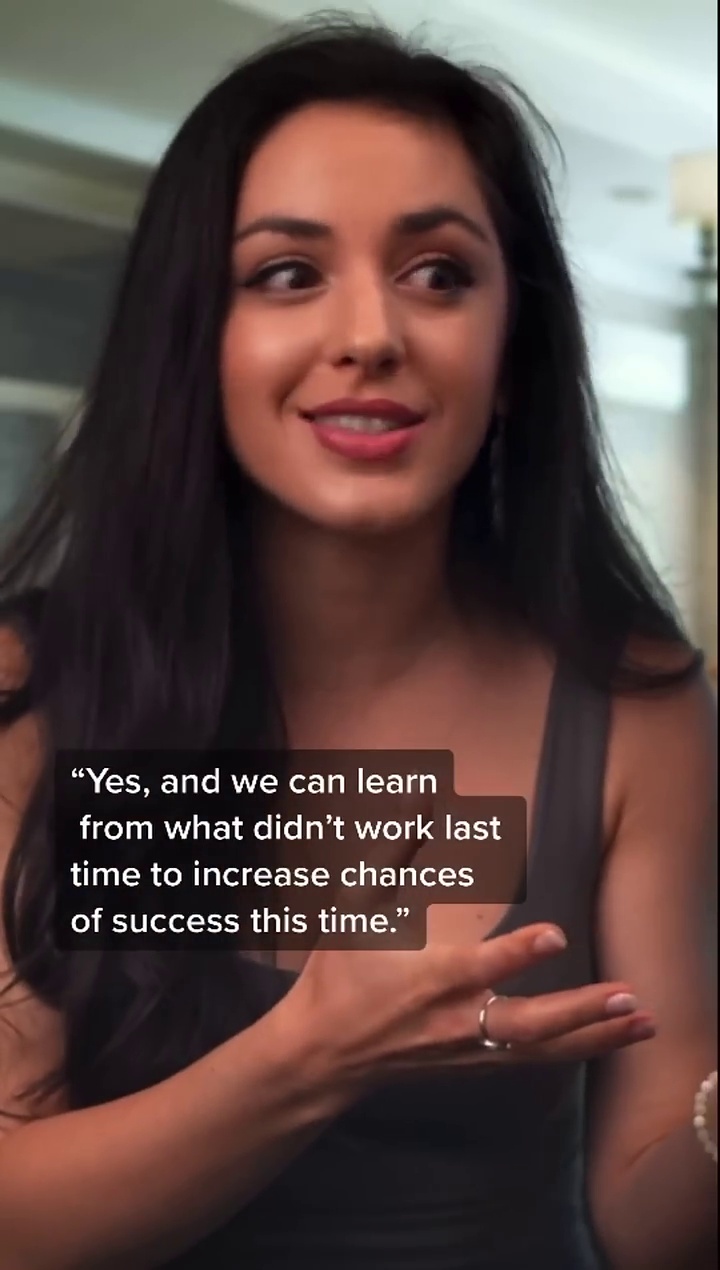 “Yes, and we can learn
from what didn’t work last
time to increase chances
of success this time.”